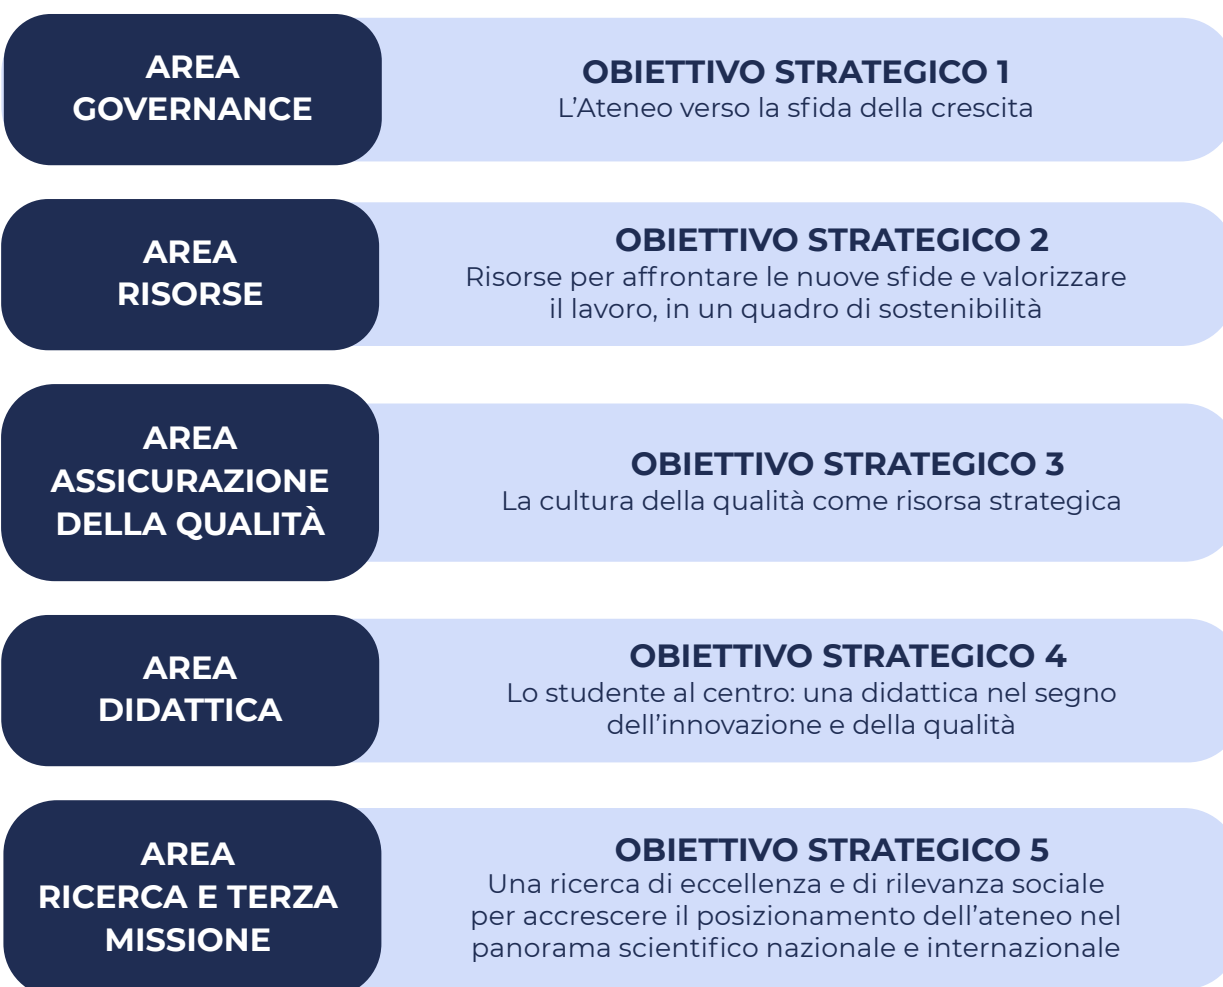 AREA
GOVERNANCE
OBIETTIVO STRATEGICO 1
L’Ateneo verso la sfida della crescita
AREA
RISORSE
OBIETTIVO STRATEGICO 2
Risorse per affrontare le nuove sfide e valorizzare
il lavoro, in un quadro di sostenibilità
AREA
ASSICURAZIONE
DELLA QUALITÀ
OBIETTIVO STRATEGICO 3
La cultura della qualità come risorsa strategica
AREA
DIDATTICA
OBIETTIVO STRATEGICO 4
Lo studente al centro: una didattica nel segno
dell’innovazione e della qualità
AREA
RICERCA E TERZA
MISSIONE
OBIETTIVO STRATEGICO 5
Una ricerca di eccellenza e di rilevanza sociale
per accrescere il posizionamento dell’ateneo nel
panorama scientifico nazionale e internazionale